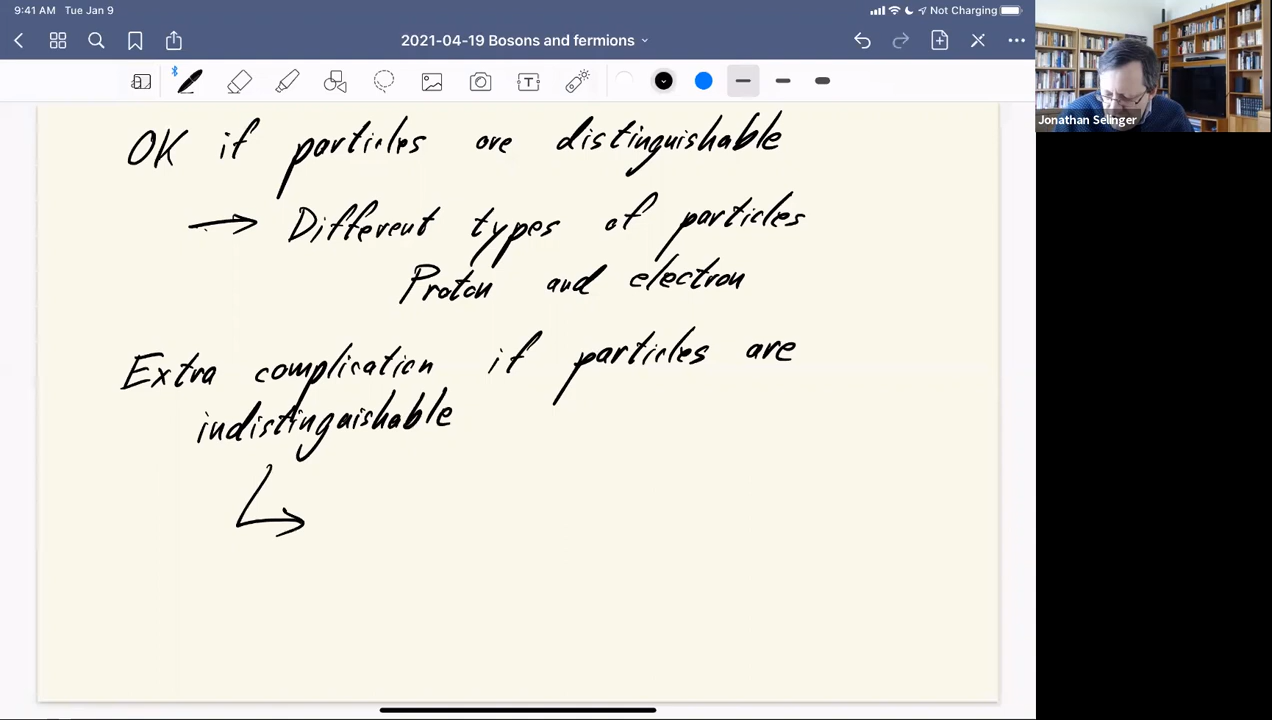 9:41 AM Tue Jan 9
Not Charging
2021-04-19 Bosons and fermions
Jonathan Selinger
OK if particles are distinguishable
→ Different types of particles
Proton and electron
Extra complication if particles are
indistinguishable